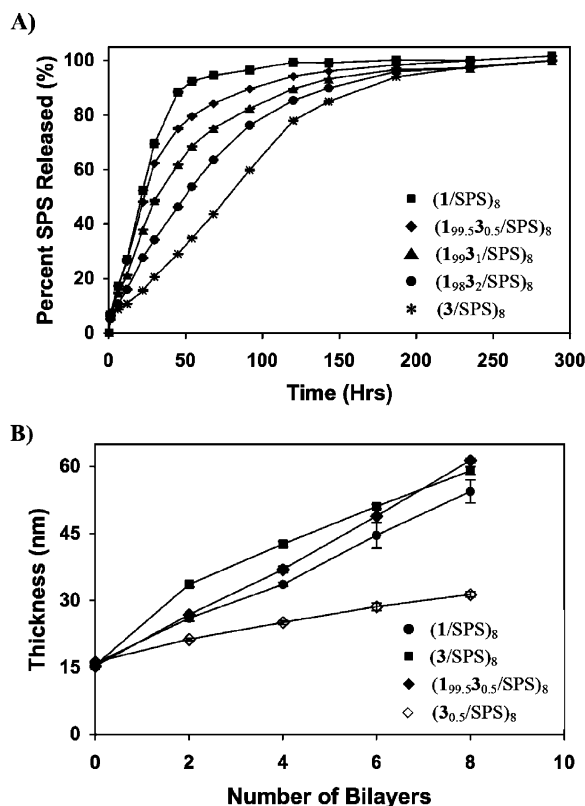 A)
100
80
60
40
20
0
Percent SPS Released (%)
(1/SPS)8
(199.530.5/SPS)8
(19931/SPS)8
(19832/SPS)8
(3/SPS)8
0 50 100 150 200 250 300
Time (Hrs)
B)
60
45
30
15
0
Thickness (nm)
(1/SPS)8
(3/SPS)8
(199.530.5/SPS)8
(30.5/SPS)8
0 2 4 6 8 10
Number of Bilayers